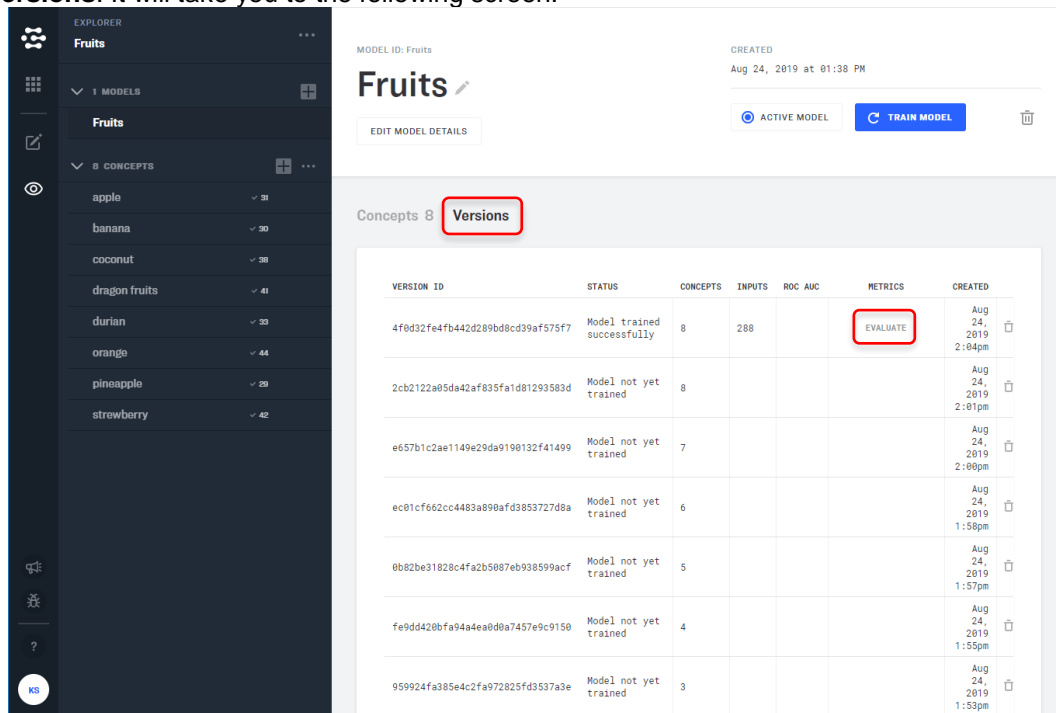 ersions. It will take you to the following screen.
EXPLORER
Fruits
1 MODELS
Fruits
8 CONCEPTS
apple 31
banana 30
coconut 38
dragon fruits 41
durian 33
orange 44
pineapple 29
strewberry 42
?
KS
MODEL ID: Fruits
Fruits
EDIT MODEL DETAILS
CREATED
Aug 24, 2019 at 01:38 PM
ACTIVE MODEL
TRAIN MODEL
Concepts 8 Versions
VERSION ID STATUS CONCEPTS INPUTS ROC AUC METRICS CREATED
4f0d32fe4fb442d289bd8cd39af575f7 Model trained successfully 8 288 EVALUATE Aug 24, 2019 2:04pm
2cb2122a05da42af835fa1d81293583d Model not yet trained 8 Aug 24, 2019 2:01pm
e657b1c2ae1149e29da9190132f41499 Model not yet trained 7 Aug 24, 2019 2:00pm
ec01cf662cc4483a890afd3853727d8a Model not yet trained 6 Aug 24, 2019 1:58pm
0b82be31828c4fa2b5087eb938599acf Model not yet trained 5 Aug 24, 2019 1:57pm
fe9dd420bfa94a4ea0d0a7457e9c9150 Model not yet trained 4 Aug 24, 2019 1:55pm
959924fa385e4c2fa972825fd3537a3e Model not yet trained 3 Aug 24, 2019 1:53pm